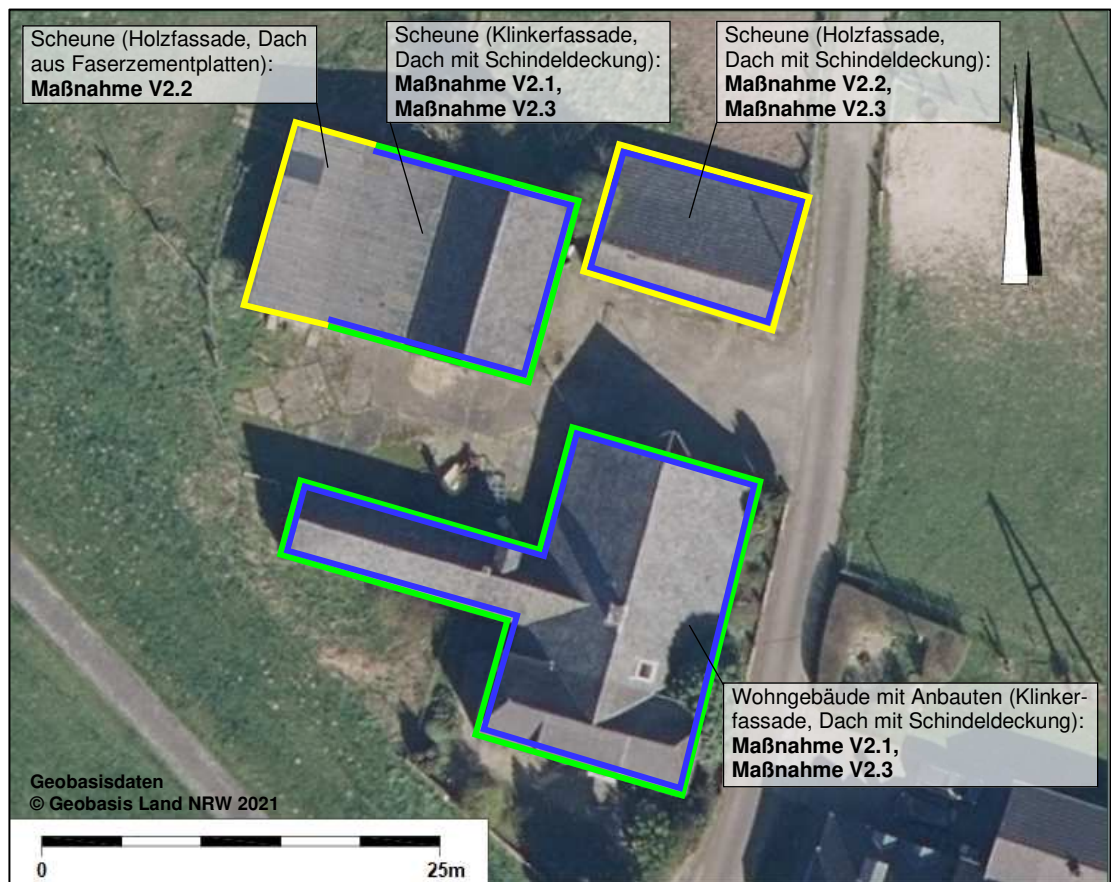 Scheune (Holzfassade, Dach
aus Faserzementplatten):
Maßnahme V2.2
Scheune (Klinkerfassade,
Dach mit Schindeldeckung):
Maßnahme V2.1,
Maßnahme V2.3
Scheune (Holzfassade,
Dach mit Schindeldeckung):
Maßnahme V2.2,
Maßnahme V2.3
Wohngebäude mit Anbauten (Klinker-
fassade, Dach mit Schindeldeckung):
Maßnahme V2.1,
Maßnahme V2.3
Geobasisdaten
© Geobasis Land NRW 2021
0 25m